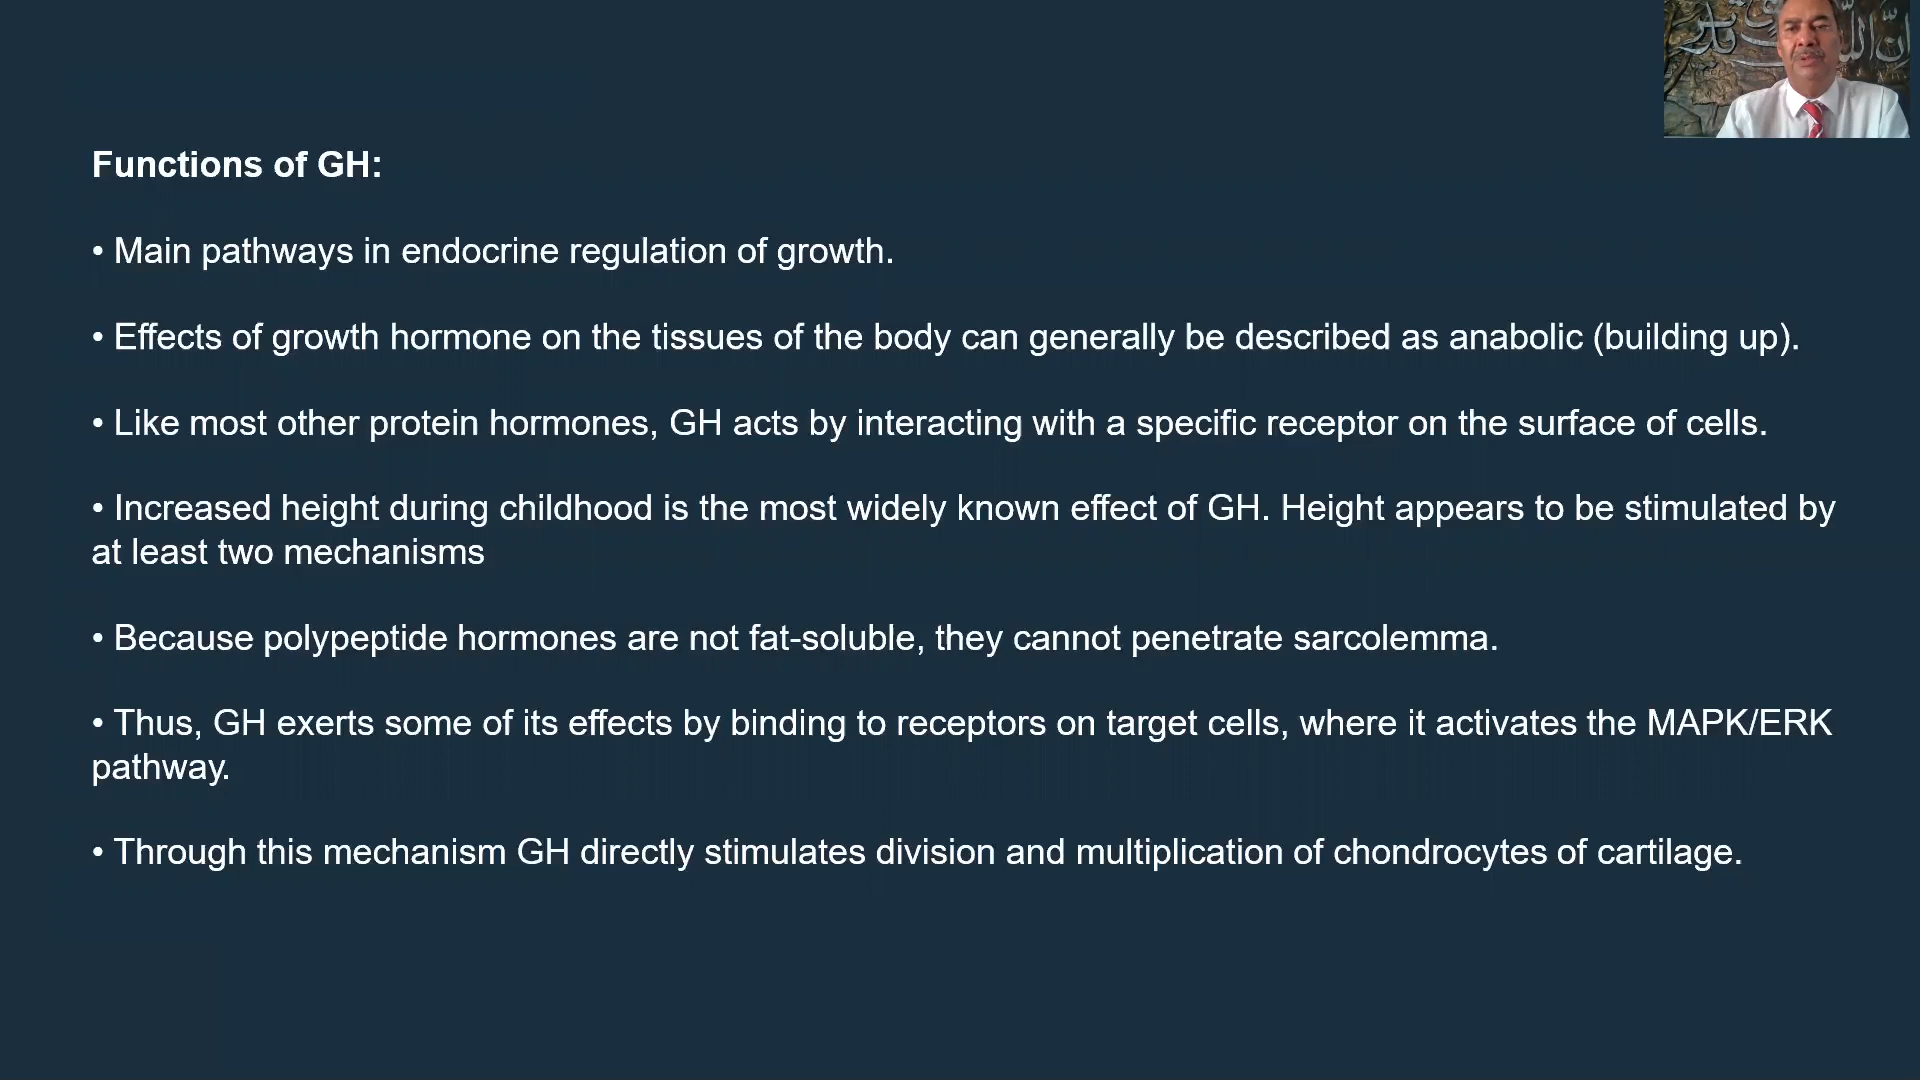 Functions of GH:
• Main pathways in endocrine regulation of growth.
• Effects of growth hormone on the tissues of the body can generally be described as anabolic (building up).
• Like most other protein hormones, GH acts by interacting with a specific receptor on the surface of cells.
• Increased height during childhood is the most widely known effect of GH. Height appears to be stimulated by
at least two mechanisms
• Because polypeptide hormones are not fat-soluble, they cannot penetrate sarcolemma.
• Thus, GH exerts some of its effects by binding to receptors on target cells, where it activates the MAPK/ERK
pathway.
• Through this mechanism GH directly stimulates division and multiplication of chondrocytes of cartilage.